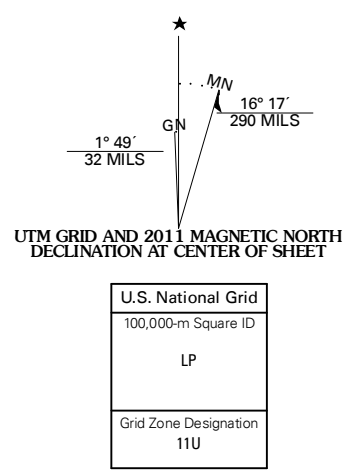 MN
16° 17´
290 MILS
GN
1° 49´
32 MILS
UTM GRID AND 2011 MAGNETIC NORTH
DECLINATION AT CENTER OF SHEET
U.S. National Grid
100,000-m Square ID
LP
Grid Zone Designation
11U